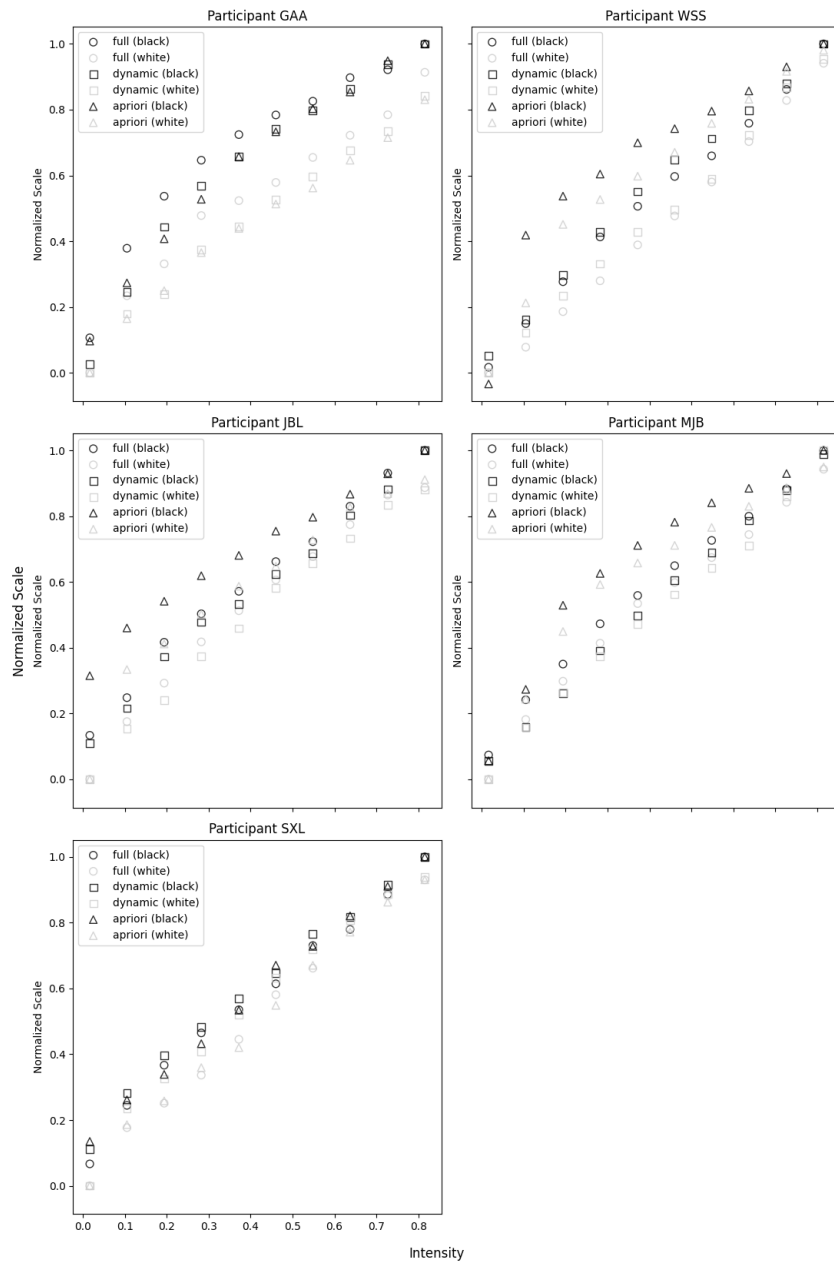 Participant GAA
full (black)
full (white)
dynamic (black)
dynamic (white)
apriori (black)
apriori (white)
1.0
0.8
0.6
0.4
0.2
0.0
Normalized Scale
Participant WSS
full (black)
full (white)
dynamic (black)
dynamic (white)
apriori (black)
apriori (white)
Normalized Scale
Participant JBL
full (black)
full (white)
dynamic (black)
dynamic (white)
apriori (black)
apriori (white)
1.0
0.8
0.6
0.4
0.2
0.0
Normalized Scale
Normalized Scale
Participant MJB
full (black)
full (white)
dynamic (black)
dynamic (white)
apriori (black)
apriori (white)
Normalized Scale
Participant SXL
full (black)
full (white)
dynamic (black)
dynamic (white)
apriori (black)
apriori (white)
1.0
0.8
0.6
0.4
0.2
0.0
Normalized Scale
0.0 0.1 0.2 0.3 0.4 0.5 0.6 0.7 0.8
Intensity